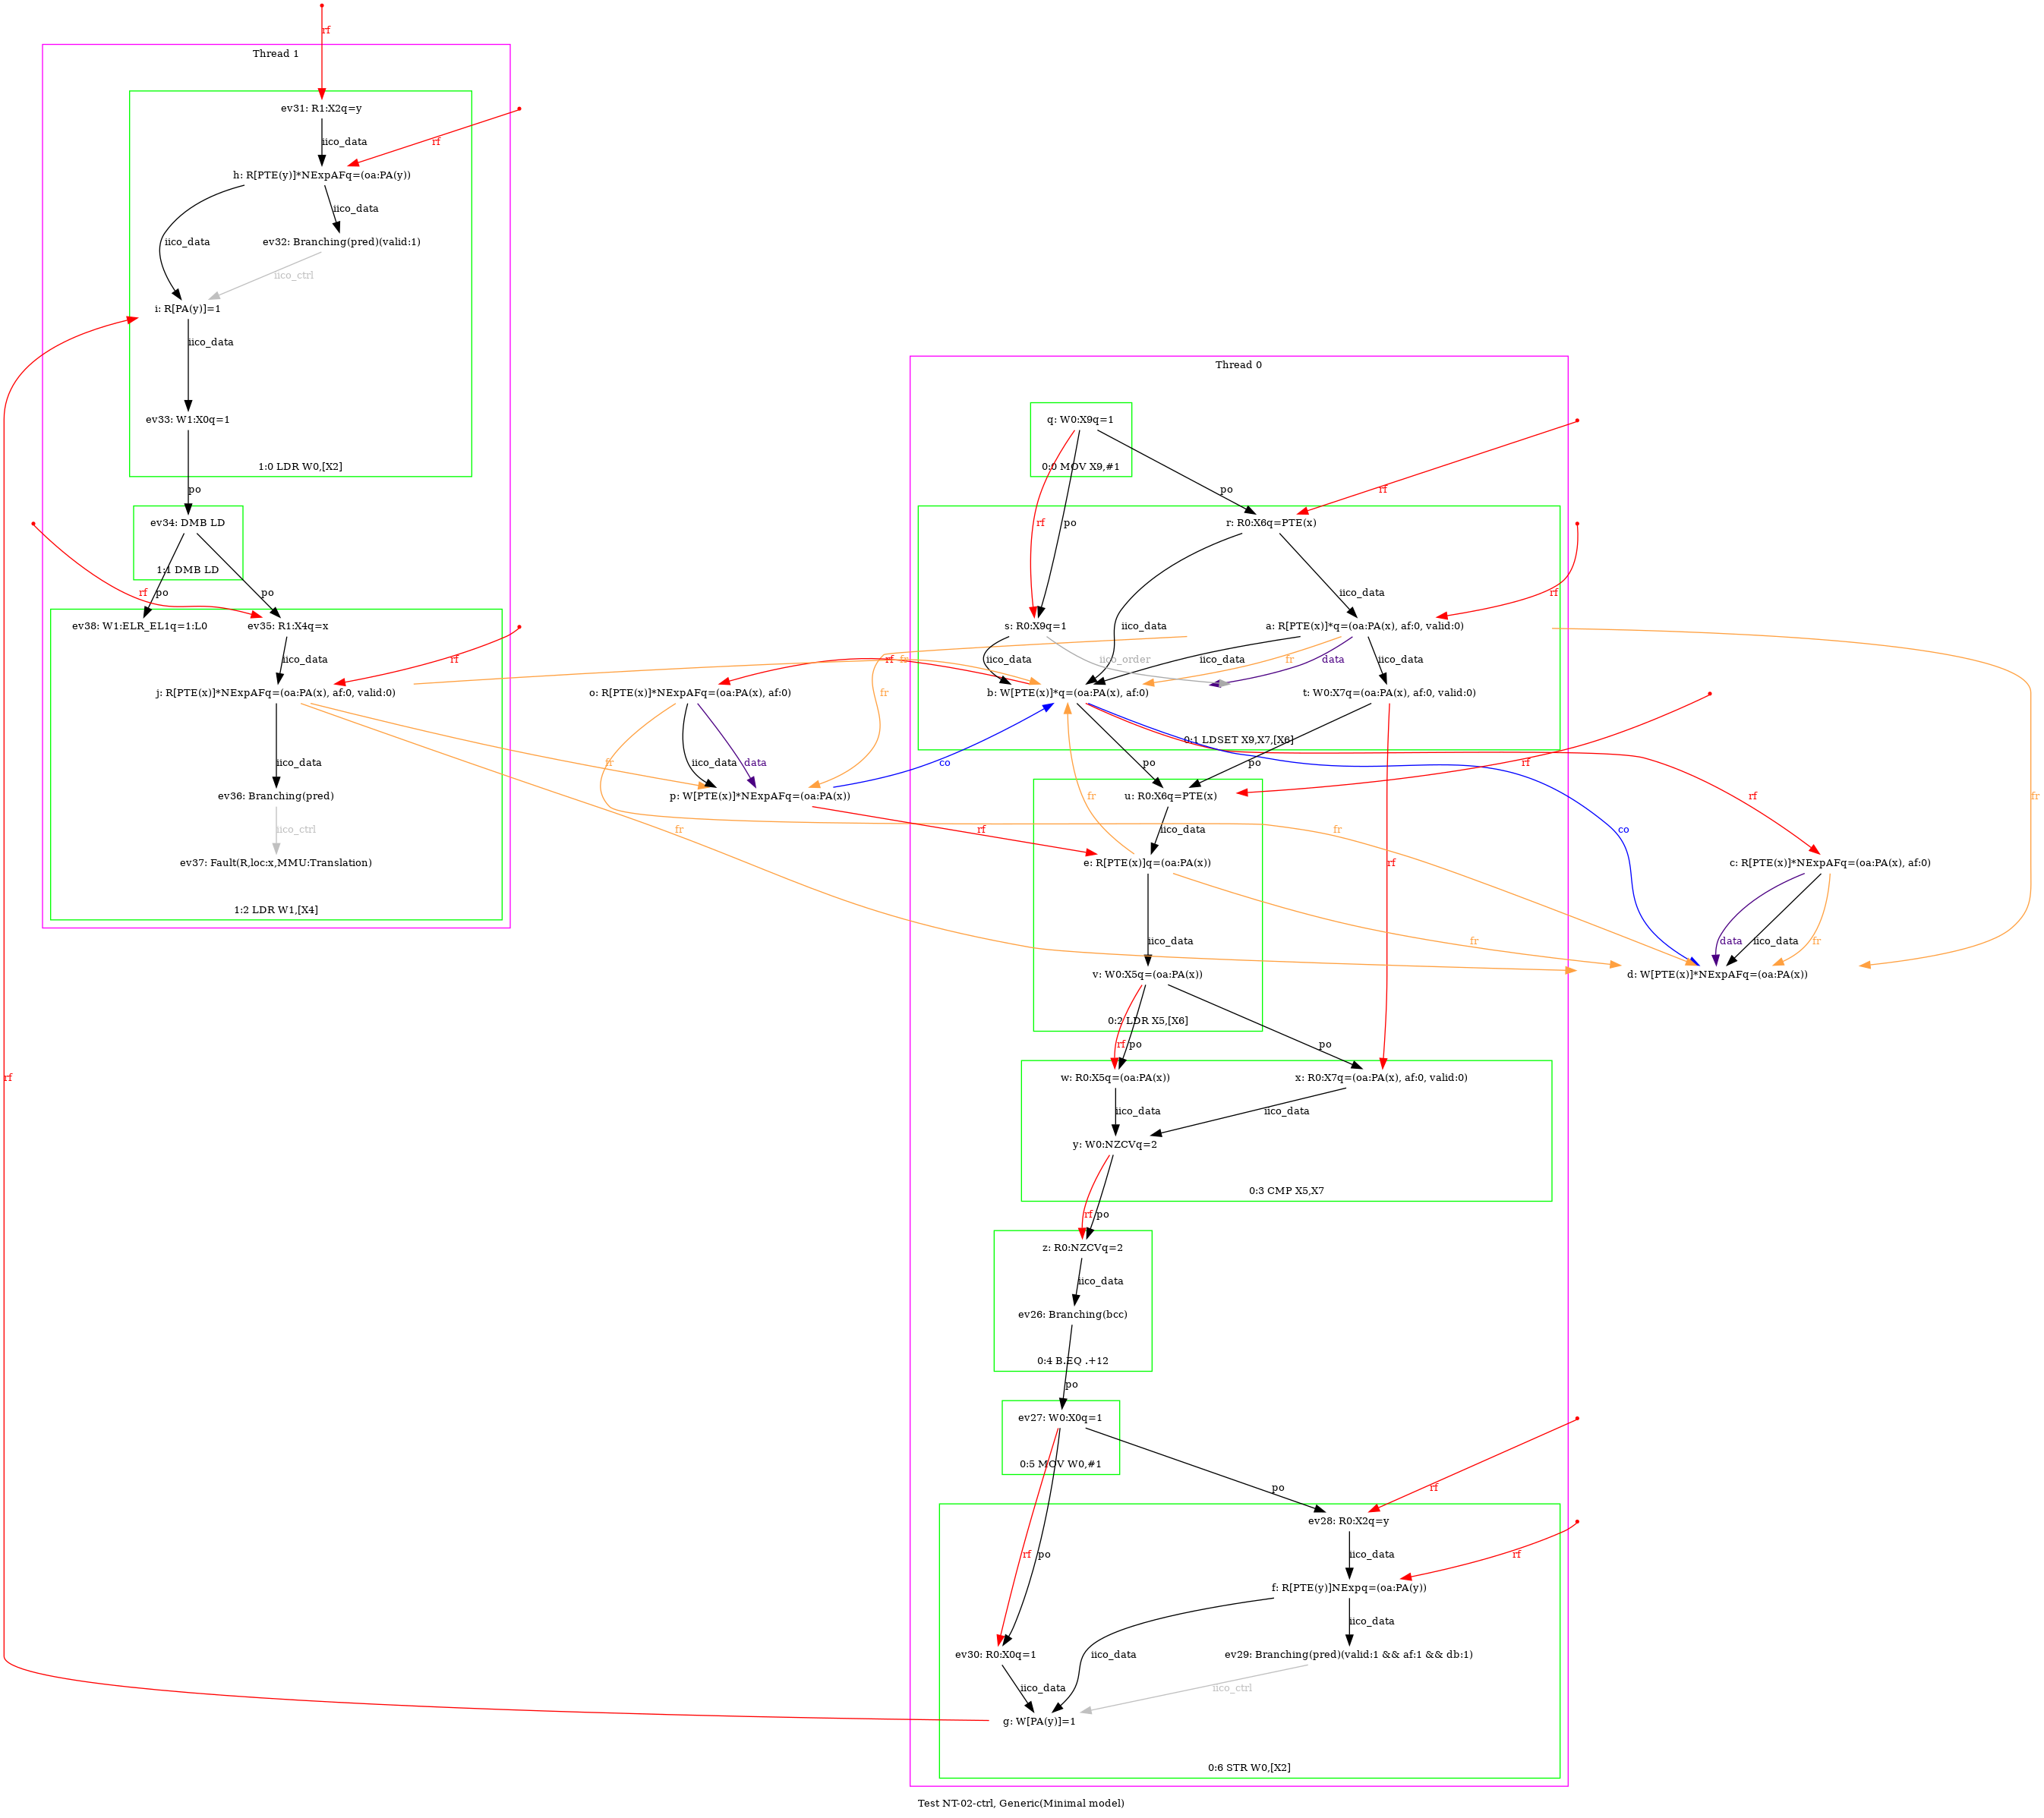 rf
Thread 1
ev31: R1:X2q=y
iico_data
rf
h: R[PTE(y)]*NExpAFq=(oa:PA(y))
iico_data
iico_data
ev32: Branching(pred)(valid:1)
iico_ctrl
i: R[PA(y)]=1
iico_data
ev33: W1:X0q=1
1:0 LDR W0,[X2]
po
ev34: DMB LD
1:1 DMB LD
rf
po
po
ev38: W1:ELR_EL1q=1:L0
ev35: R1:X4q=x
iico_data
rf
j: R[PTE(x)]*NExpAFq=(oa:PA(x), af:0, valid:0)
iico_data
fr
fr
fr
ev36: Branching(pred)
iico_ctrl
ev37: Fault(R,loc:x,MMU:Translation)
1:2 LDR W1,[X4]
rf
o: R[PTE(x)]*NExpAFq=(oa:PA(x), af:0)
rf
fr
iico_data
data
p: W[PTE(x)]*NExpAFq=(oa:PA(x))
co
rf
fr
Thread 0
q: W0:X9q=1
0:0 MOV X9,#1
rf
po
po
rf
r: R0:X6q=PTE(x)
iico_data
iico_data
rf
s: R0:X9q=1
a: R[PTE(x)]*q=(oa:PA(x), af:0, valid:0)
iico_data
iico_order
iico_data
fr
data
iico_data
b: W[PTE(x)]*q=(oa:PA(x), af:0)
t: W0:X7q=(oa:PA(x), af:0, valid:0)
0:1 LDSET X9,X7,[X6]
po
po
rf
fr
u: R0:X6q=PTE(x)
iico_data
e: R[PTE(x)]q=(oa:PA(x))
iico_data
fr
v: W0:X5q=(oa:PA(x))
0:2 LDR X5,[X6]
rf
co
rf
fr
c: R[PTE(x)]*NExpAFq=(oa:PA(x), af:0)
data
iico_data
fr
d: W[PTE(x)]*NExpAFq=(oa:PA(x))
rf
po
po
w: R0:X5q=(oa:PA(x))
x: R0:X7q=(oa:PA(x), af:0, valid:0)
iico_data
iico_data
y: W0:NZCVq=2
0:3 CMP X5,X7
rf
po
z: R0:NZCVq=2
iico_data
ev26: Branching(bcc)
0:4 B.EQ .+12
po
ev27: W0:X0q=1
0:5 MOV W0,#1
po
rf
ev28: R0:X2q=y
rf
po
iico_data
rf
f: R[PTE(y)]NExpq=(oa:PA(y))
iico_data
iico_data
ev30: R0:X0q=1
ev29: Branching(pred)(valid:1 && af:1 && db:1)
iico_data
iico_ctrl
g: W[PA(y)]=1
0:6 STR W0,[X2]
Test NT-02-ctrl, Generic(Minimal model)